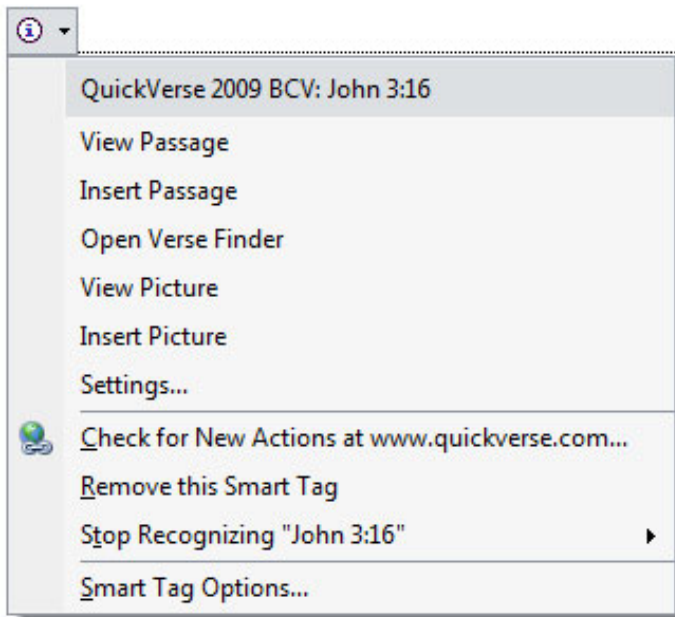 QuickVerse 2009 BCV: John 3:16
View Passage
Insert Passage
Open Verse Finder
View Picture
Insert Picture
Settings...
Check for New Actions at www.quickverse.com...
Remove this Smart Tag
Stop Recognizing "John 3:16"
Smart Tag Options...